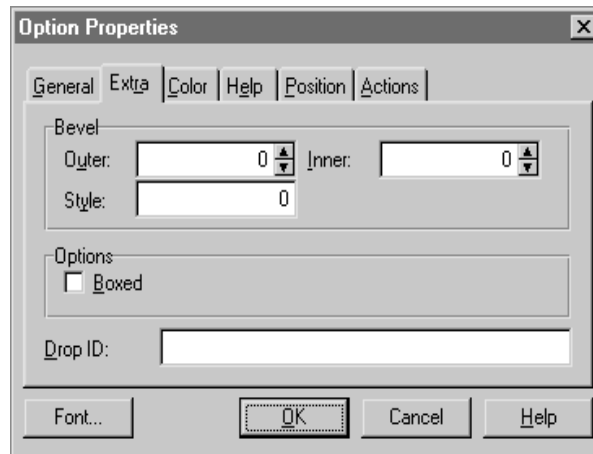 Option Properties
General Extra Color Help Position Actions
Bevel
Outer: 0 Inner: 0
Style: 0
Options
Boxed
Drop ID:
Font... OK Cancel Help